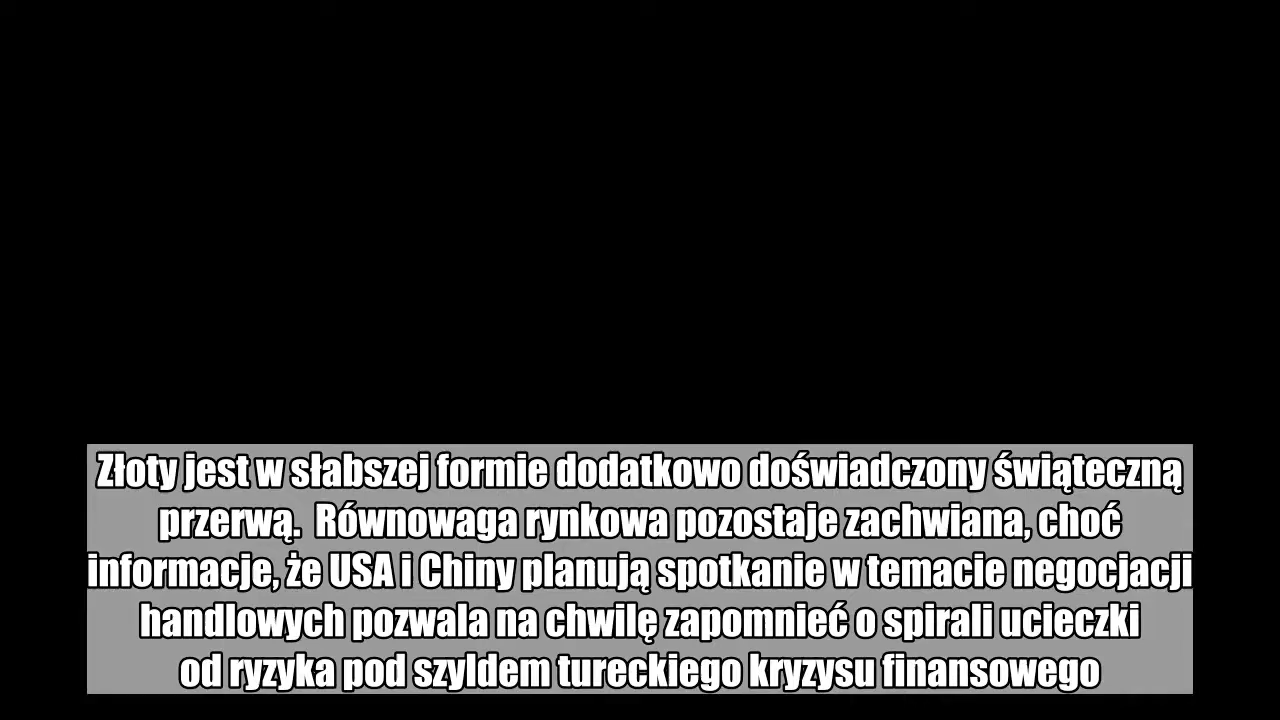 Złoty jest w słabszej formie dodatkowo doświadczony świąteczną
przerwą.  Równowaga rynkowa pozostaje zachwiana, choć
informacje, że USA i Chiny planują spotkanie w temacie negocjacji
handlowych pozwala na chwilę zapomnieć o spirali ucieczki
od ryzyka pod szyldem tureckiego kryzysu finansowego